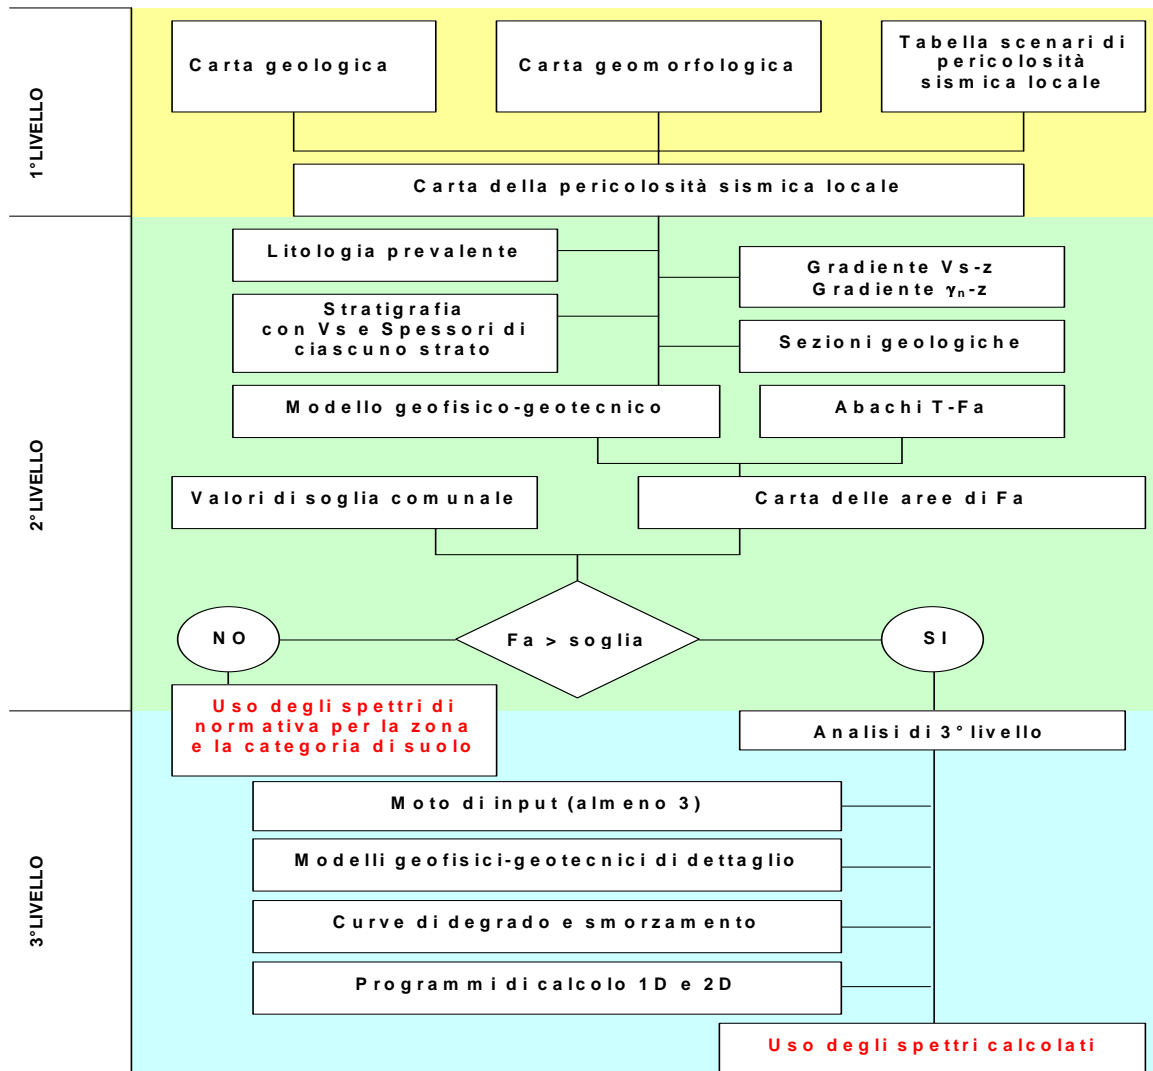 1° LIVELLO
Carta geologica
Carta geomorfologica
Tabella scenari di
pericolosità
sismica locale
Carta della pericolosità sismica locale
2° LIVELLO
Litologia prevalente
Gradiente Vs-z
Gradiente γn-z
Stratigrafia
con Vs e Spessori di
ciascuno strato
Sezioni geologiche
Modello geofisico-geotecnico
Abachi T-Fa
Valori di soglia comunale
Carta delle aree di Fa
NO
Fa > soglia
SI
Uso degli spettri di
normativa per la zona
e la categoria di suolo
3° LIVELLO
Analisi di 3° livello
Moto di input (almeno 3)
Modelli geofisici-geotecnici di dettaglio
Curve di degrado e smorzamento
Programmi di calcolo 1D e 2D
Uso degli spettri calcolati